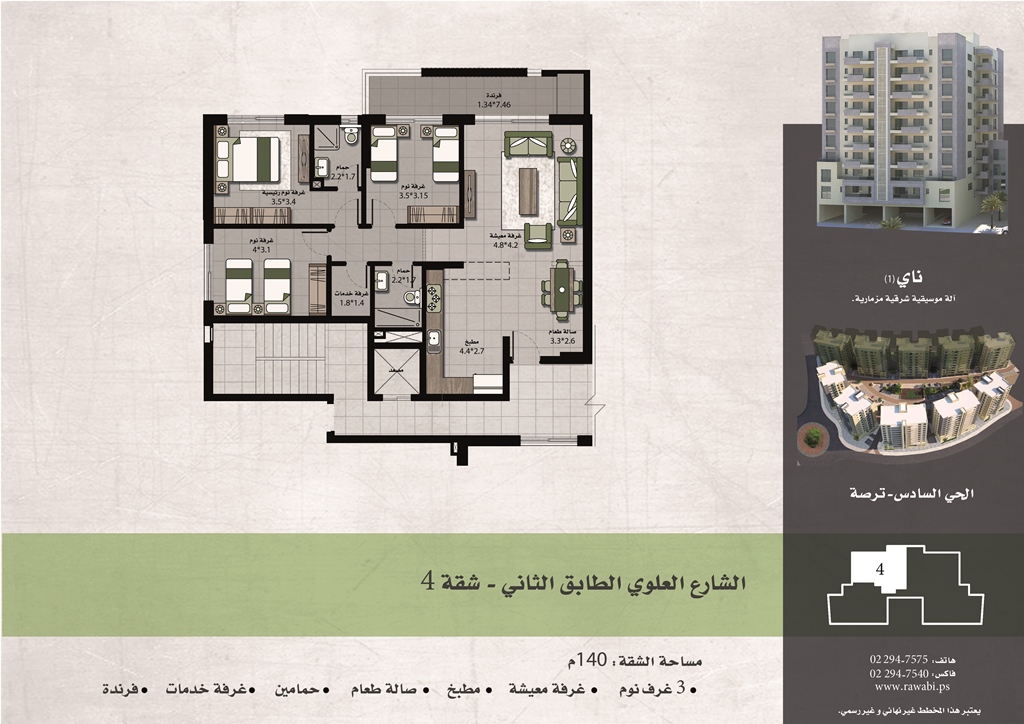 فرندة
1.34*7.46
حمام
2.2*1.7
غرفة نوم رئيسية
3.5*3.4
غرفة نوم
3.5*3.15
غرفة معيشة
4.8*4.2
غرفة نوم
4*3.1
حمام
2.2*1.7
غرفة خدمات
1.8*1.4
صالة طعام
3.3*2.6
مطبخ
4.4*2.7
مصعد
ناي (1)
آلة موسيقية شرقية مزمارية.
الحي السادس-ترصة
4
الشارع العلوي الطابق الثاني - شقة 4
مساحة الشقة: 140م
• 3 غرف نوم • غرفة معيشة • مطبخ • صالة طعام • حمامين • غرفة خدمات • فرندة
هاتف: 02 294-7575
فاكس: 02 294-7540
www.rawabi.ps
يعتبر هذا المخطط غير نهائي و غير رسمي.